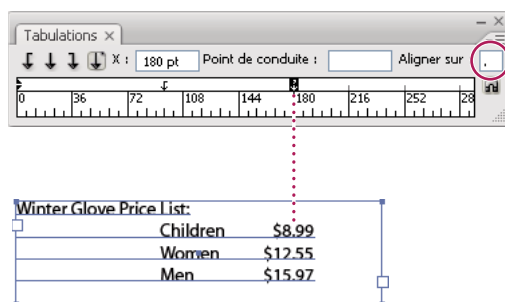 Tabulations ×
X : 180 pt Point de conduite : Aligner sur .
0 36 72 108 144 180 216 252 28
Winter Glove Price List:
Children $8.99
Women $12.55
Men $15.97